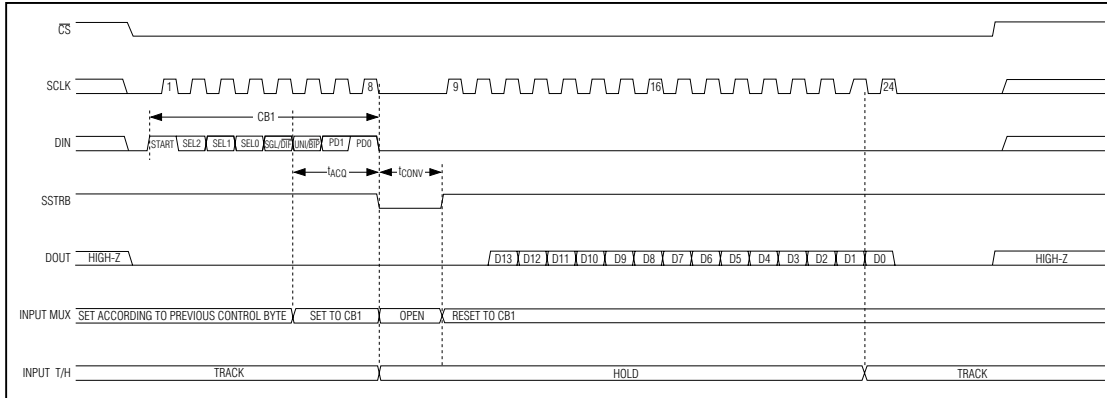 CS
SCLK 1 8 9 16 24
CB1
DIN START SEL2 SEL1 SEL0 SGL/DIF UNI/BIP PD1 PD0
tACQ tCONV
SSTRB
DOUT HIGH-Z D13 D12 D11 D10 D9 D8 D7 D6 D5 D4 D3 D2 D1 D0 HIGH-Z
INPUT MUX SET ACCORDING TO PREVIOUS CONTROL BYTE SET TO CB1 OPEN RESET TO CB1
INPUT T/H TRACK HOLD TRACK